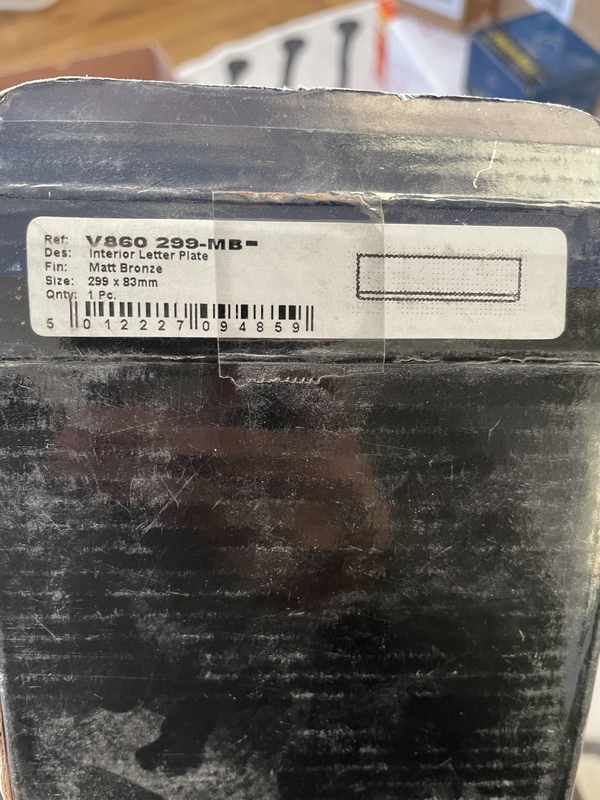 Ref: V860 299-MB-
Des: Interior Letter Plate
Fin: Matt Bronze
Size: 299 x 83mm
Qnty: 1 Pc.
5 012227 094859